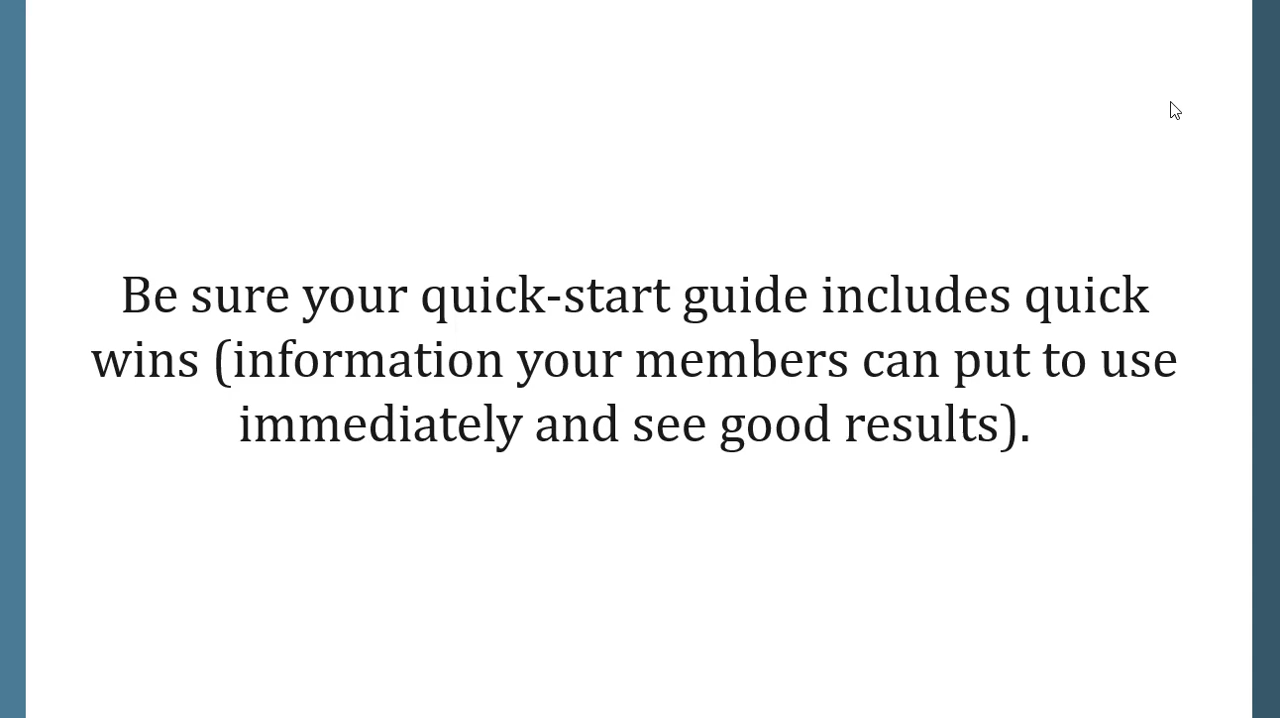 Be sure your quick-start guide includes quick
wins (information your members can put to use
immediately and see good results).